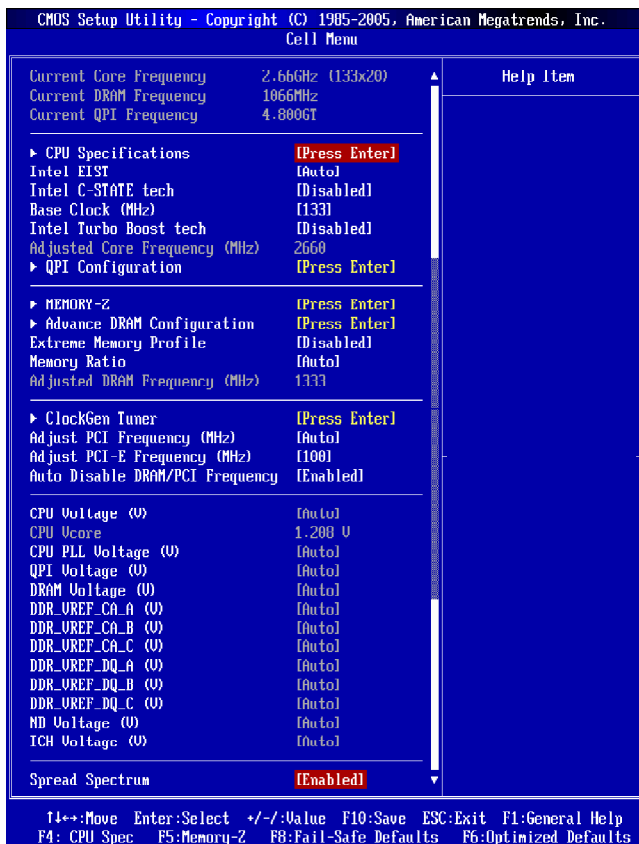 CMOS Setup Utility - Copyright (C) 1985-2005, American Megatrends, Inc.
Cell Menu
Current Core Frequency 2.66GHz (133x20)
Current DRAM Frequency 1066MHz
Current QPI Frequency 4.800GT
Help Item
▶ CPU Specifications [Press Enter]
Intel EIST [Auto]
Intel C-STATE tech [Disabled]
Base Clock (MHz) [133]
Intel Turbo Boost tech [Disabled]
Adjusted Core Frequency (MHz) 2660
▶ QPI Configuration [Press Enter]
▶ MEMORY-Z [Press Enter]
▶ Advance DRAM Configuration [Press Enter]
Extreme Memory Profile [Disabled]
Memory Ratio [Auto]
Adjusted DRAM Frequency (MHz) 1333
▶ ClockGen Tuner [Press Enter]
Adjust PCI Frequency (MHz) [Auto]
Adjust PCI-E Frequency (MHz) [100]
Auto Disable DRAM/PCI Frequency [Enabled]
CPU Voltage (V) [Auto]
CPU Vcore 1.208 V
CPU PLL Voltage (V) [Auto]
QPI Voltage (V) [Auto]
DRAM Voltage (V) [Auto]
DDR_VREF_CA_A (V) [Auto]
DDR_VREF_CA_B (V) [Auto]
DDR_VREF_CA_C (V) [Auto]
DDR_VREF_DQ_A (V) [Auto]
DDR_VREF_DQ_B (V) [Auto]
DDR_VREF_DQ_C (V) [Auto]
ND Voltage (V) [Auto]
ICH Voltage (V) [Auto]
Spread Spectrum [Enabled]
↑↓←→:Move Enter:Select +/-/:Value F10:Save ESC:Exit F1:General Help
F4: CPU Spec F5:Memory-Z F8:Fail-Safe Defaults F6:Optimized Defaults